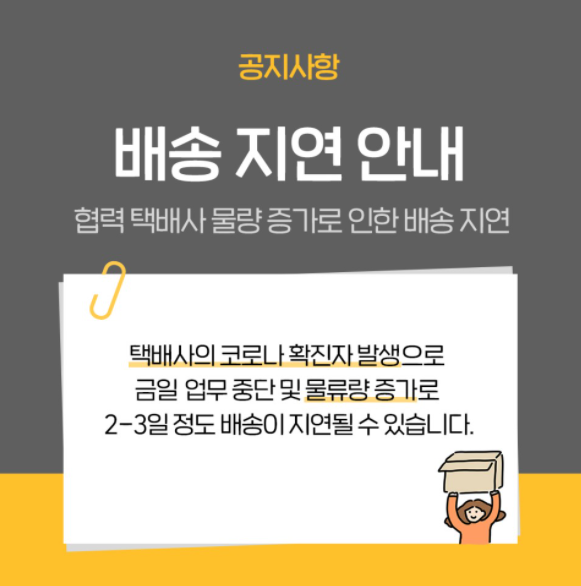 공지사항
배송 지연 안내
협력 택배사 물량 증가로 인한 배송 지연
택배사의 코로나 확진자 발생으로
금일 업무 중단 및 물류량 증가로
2-3일 정도 배송이 지연될 수 있습니다.